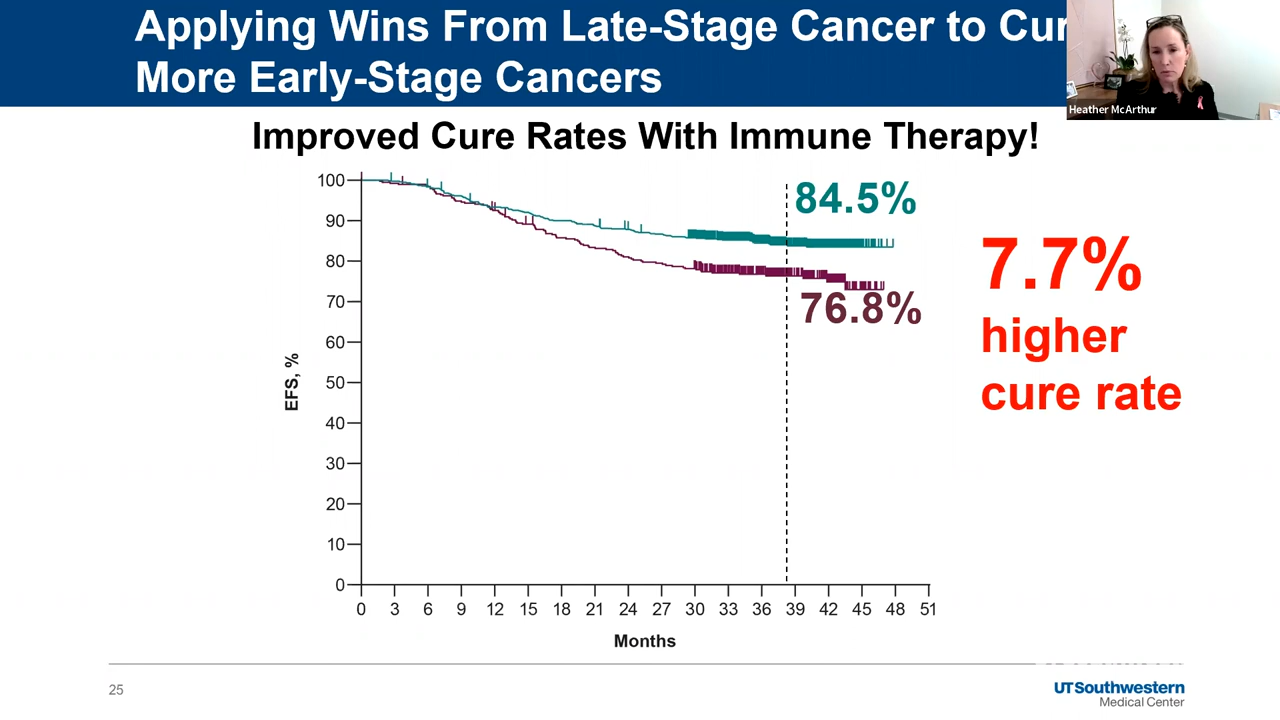 Applying Wins From Late-Stage Cancer to Cur
More Early-Stage Cancers
Heather McArthur
Improved Cure Rates With Immune Therapy!
100
90
80
70
60
50
40
30
20
10
0
EFS, %
84.5%
76.8%
7.7%
higher
cure rate
0 3 6 9 12 15 18 21 24 27 30 33 36 39 42 45 48 51
Months
25
UTSouthwestern
Medical Center